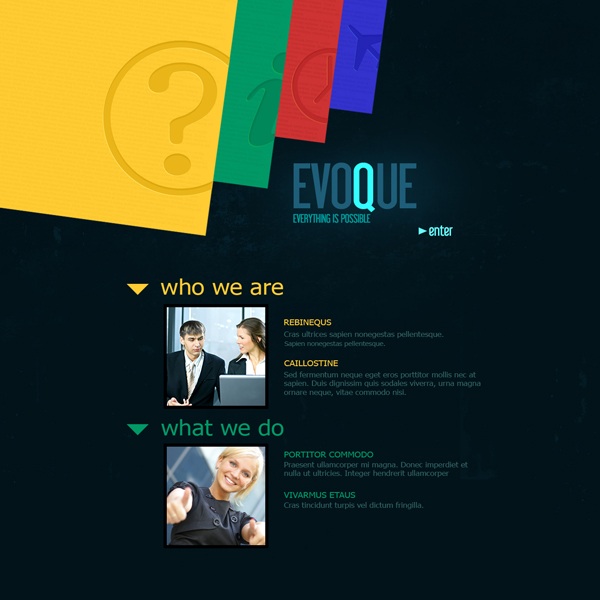 EVOQUE
EVERYTHING IS POSSIBLE
enter
who we are
REBINEQUS
Cras ultrices sapien nonegestas pellentesque.
Sapien nonegestas pellentesque.
CAILLOSTINE
Sed fermentum neque eget eros porttitor mollis nec at
sapien. Duis dignissim quis sodales viverra, urna magna
ornare neque, vitae commodo nisi.
what we do
PORTITOR COMMODO
Praesent ullamcorper mi magna. Donec imperdiet et
nulla ut ultricies. Integer hendrerit ullamcorper
VIVARMUS ETAUS
Cras tincidunt turpis vel dictum fringilla.